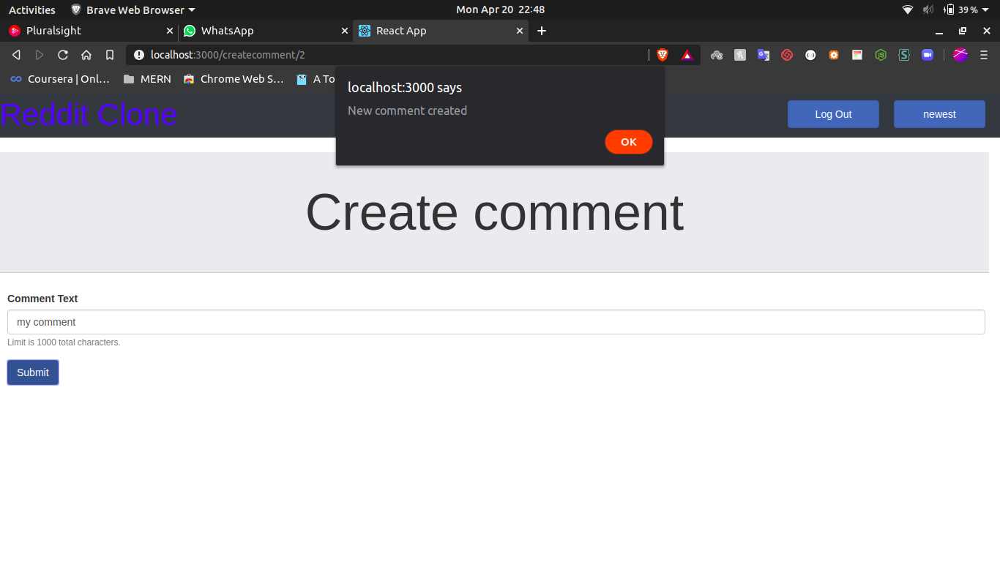 Activities Brave Web Browser Mon Apr 20 22:48 39 %
Pluralsight WhatsApp React App
localhost:3000/createcomment/2
Coursera | Onl... MERN Chrome Web S... A To
localhost:3000 says
New comment created
OK
Reddit Clone Log Out newest
Create comment
Comment Text
my comment
Limit is 1000 total characters.
Submit